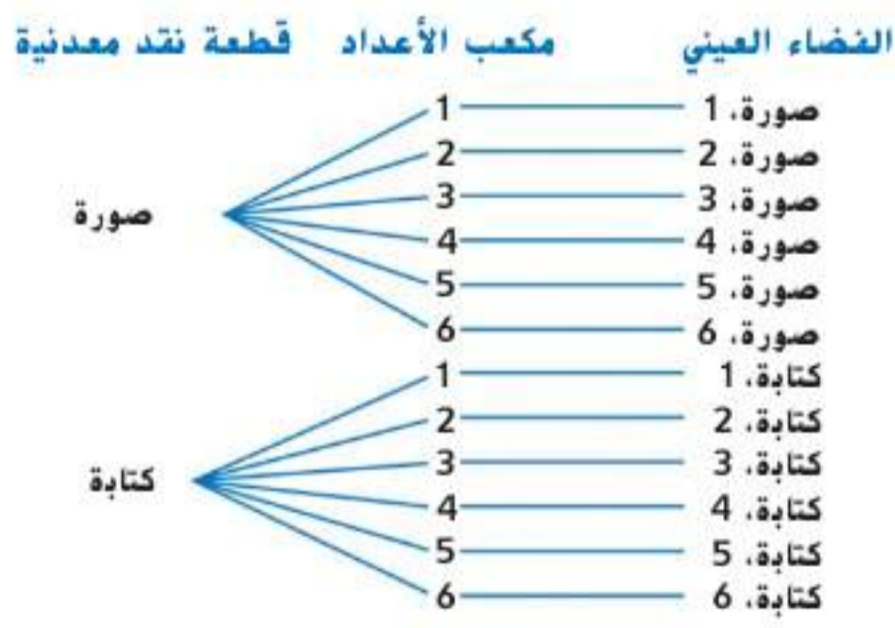 قطعة نقد معدنية مكعب الأعداد الفضاء العيني
1 صورة، 1
2 صورة، 2
صورة 3 صورة، 3
4 صورة، 4
5 صورة، 5
6 صورة، 6
1 كتابة، 1
2 كتابة، 2
كتابة 3 كتابة، 3
4 كتابة، 4
5 كتابة، 5
6 كتابة، 6